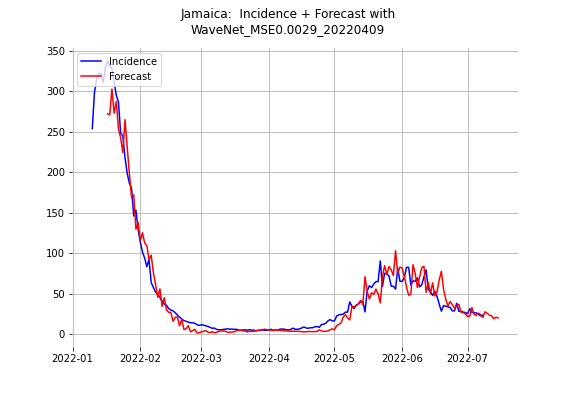 Jamaica:  Incidence + Forecast with
WaveNet_MSE0.0029_20220409
350
Incidence
Forecast
300
250
200
150
100
50
0
2022-01 2022-02 2022-03 2022-04 2022-05 2022-06 2022-07